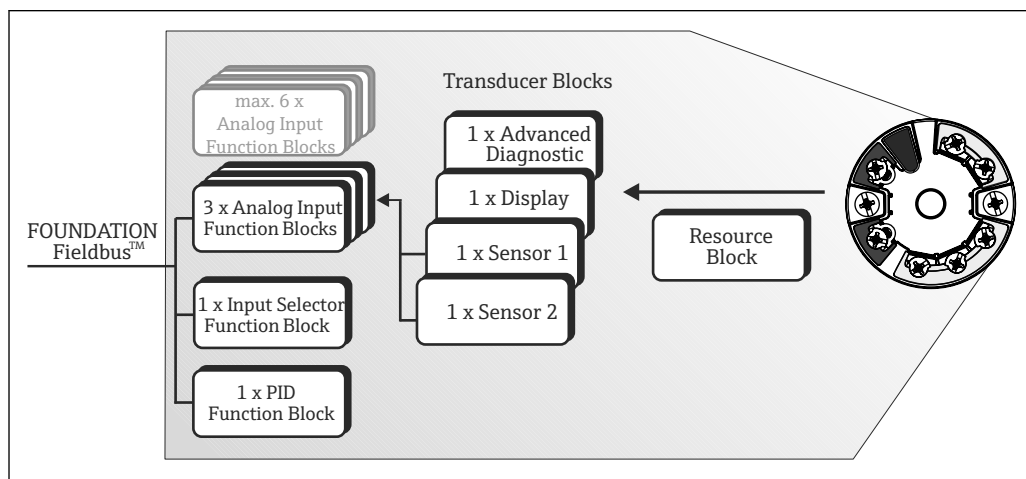 max. 6 x
Analog Input
Function Blocks
Transducer Blocks
1 x Advanced
Diagnostic
3 x Analog Input
Function Blocks
1 x Display
FOUNDATION
Fieldbus™
1 x Sensor 1
Resource
Block
1 x Input Selector
Function Block
1 x Sensor 2
1 x PID
Function Block